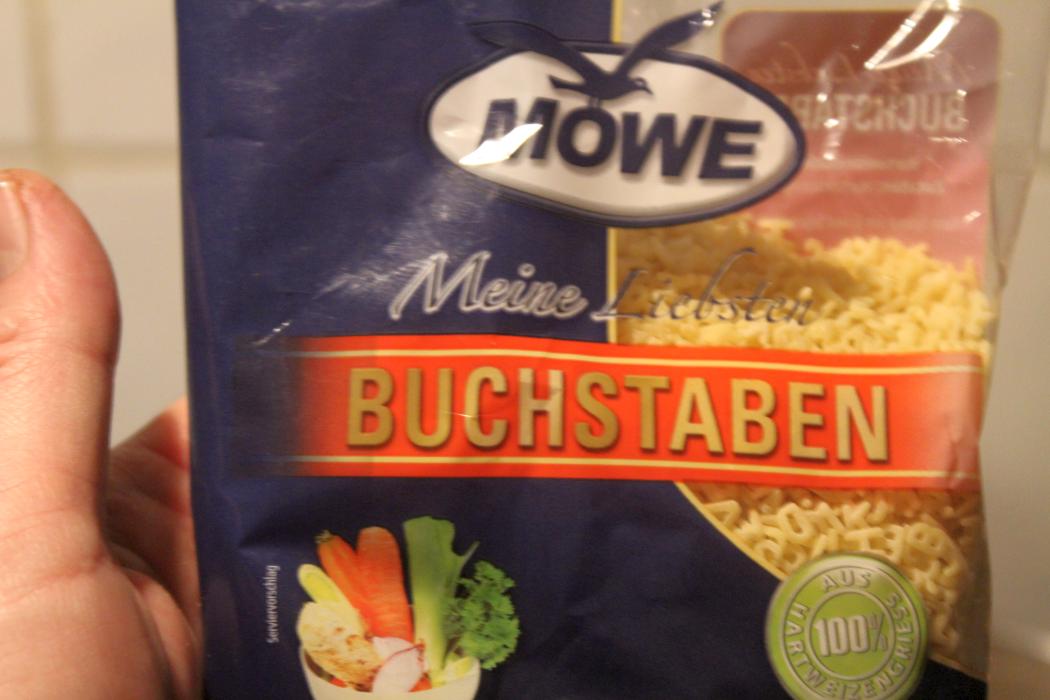 MÖWE
Meine Liebsten
BUCHSTABEN
Serviervorschlag
AUS
100%
HARTWEIZENGRIESS